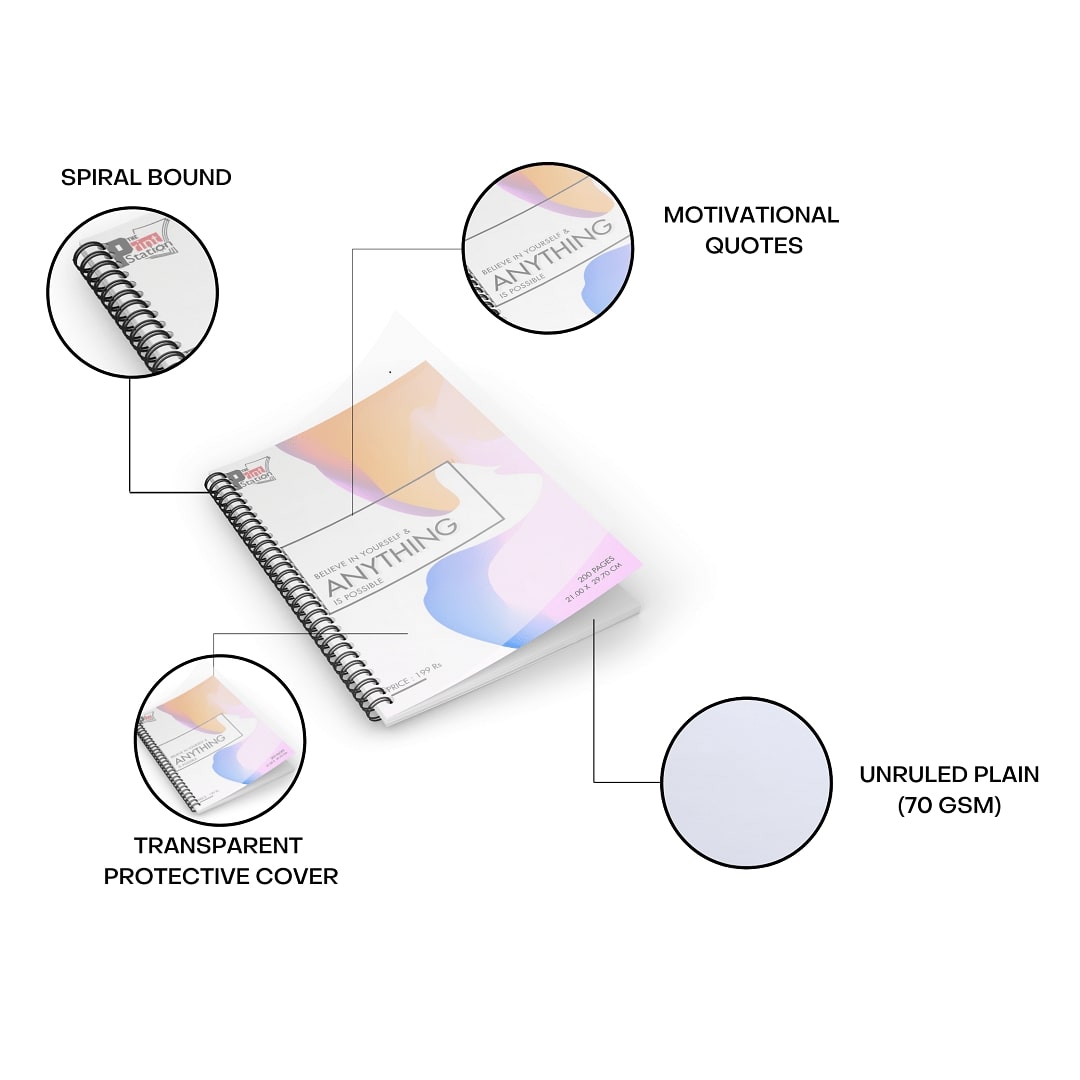 SPIRAL BOUND
THE
Print
Station
BELIEVE IN YOURSELF &
ANYTHING
IS POSSIBLE
MOTIVATIONAL
QUOTES
THE
Print
Station
BELIEVE IN YOURSELF &
ANYTHING
IS POSSIBLE
200 PAGES
21.00 X 29.70 CM
PRICE : 199 Rs
ANYTHING
TRANSPARENT
PROTECTIVE COVER
UNRULED PLAIN
(70 GSM)